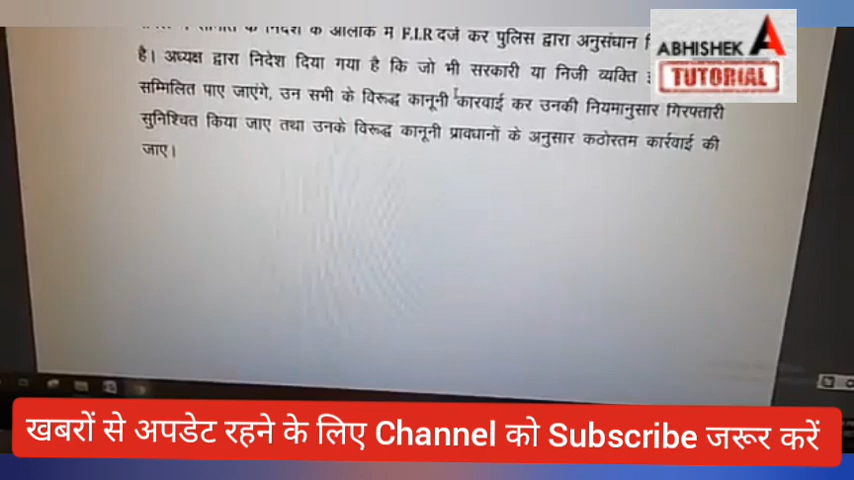 के निदेश के आलोक में F.I.R दर्ज कर पुलिस द्वारा अनुसंधान
है। अध्यक्ष द्वारा निदेश दिया गया है कि जो भी सरकारी या निजी व्यक्ति
सम्मिलित पाए जाएंगे, उन सभी के विरूद्ध कानूनी कारवाई कर उनकी नियमानुसार गिरफ्तारी
सुनिश्चित किया जाए तथा उनके विरूद्ध कानूनी प्रावधानों के अनुसार कठोरतम कार्रवाई की
जाए।
ABHISHEK A
TUTORIAL
खबरों से अपडेट रहने के लिए Channel को Subscribe जरूर करें